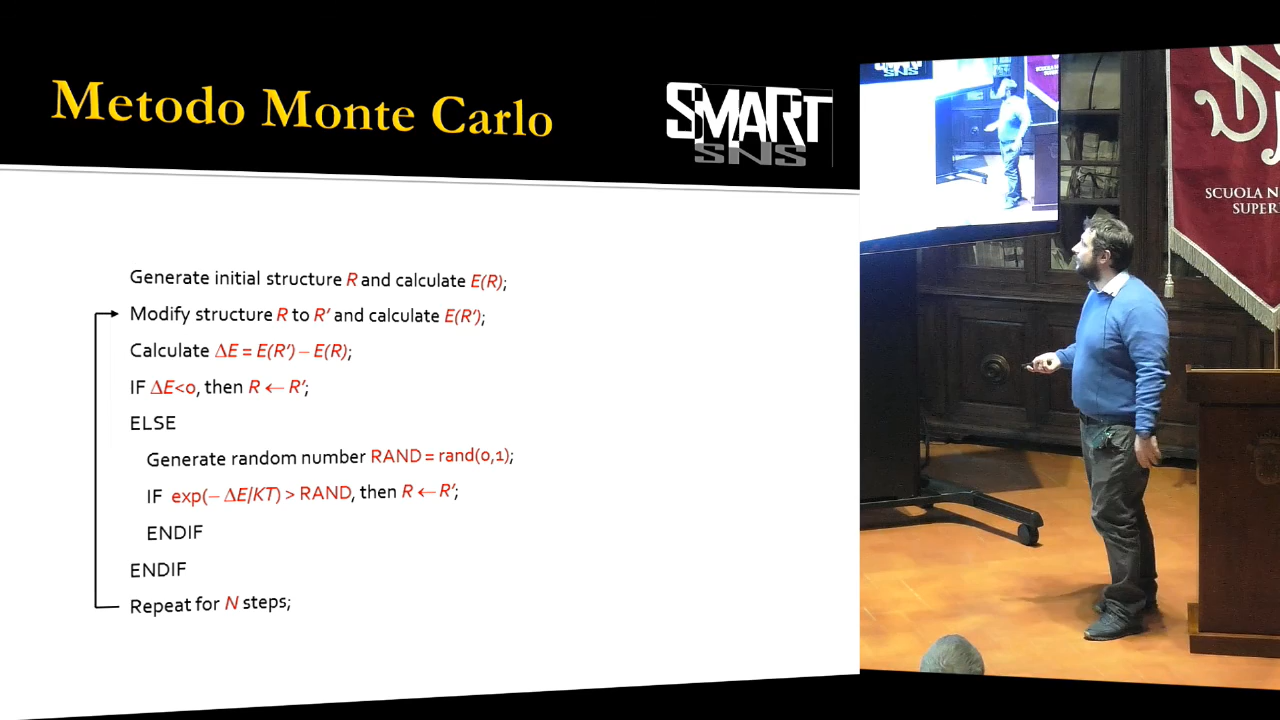 Metodo Monte Carlo
SMART
SNS
Generate initial structure R and calculate E(R);
Modify structure R to R’ and calculate E(R’);
Calculate ΔE = E(R’) – E(R);
IF ΔE<0, then R ← R’;
ELSE
Generate random number RAND = rand(0,1);
IF exp(– ΔE/KT) > RAND, then R ← R’;
ENDIF
ENDIF
Repeat for N steps;
SNS
SCUOLA N
SUPER